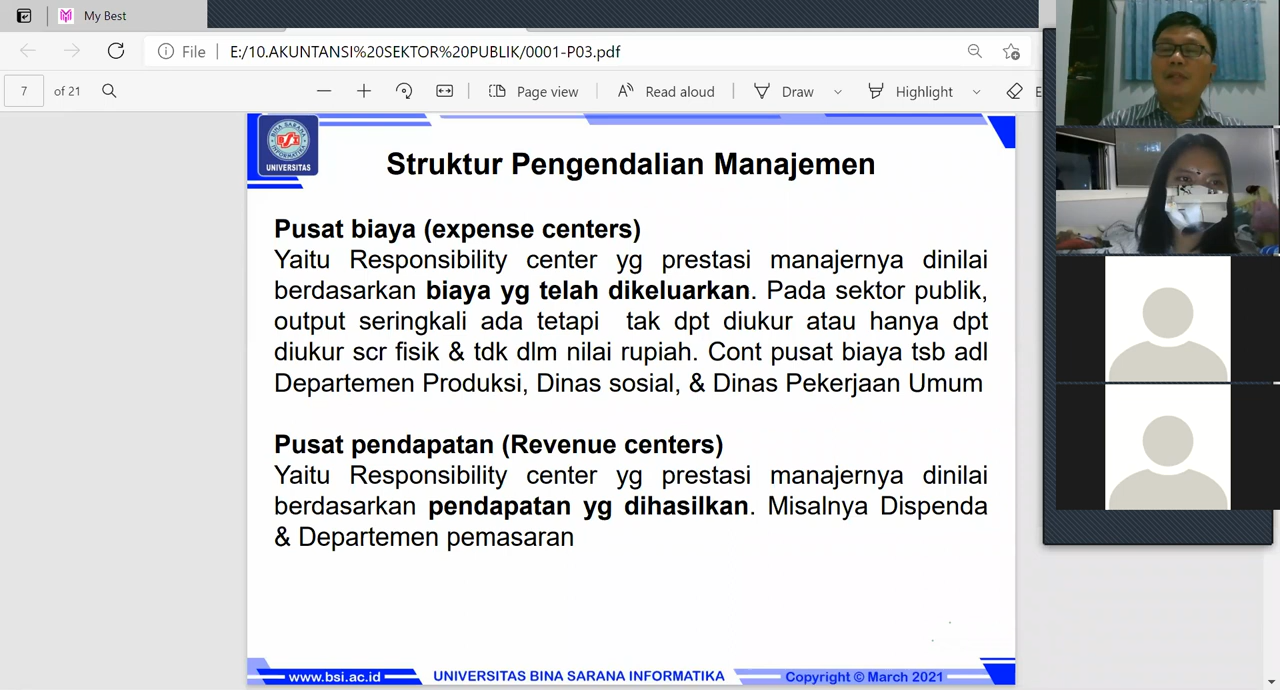 My Best
File
E:/10.AKUNTANSI%20SEKTOR%20PUBLIK/0001-P03.pdf
7 of 21
Page view
Read aloud
Draw
Highlight
E
BINA SARANA
BSI
INFORMATIKA
UNIVERSITAS
Struktur Pengendalian Manajemen
Pusat biaya (expense centers)
Yaitu Responsibility center yg prestasi manajernya dinilai
berdasarkan biaya yg telah dikeluarkan. Pada sektor publik,
output seringkali ada tetapi tak dpt diukur atau hanya dpt
diukur scr fisik & tdk dlm nilai rupiah. Cont pusat biaya tsb adl
Departemen Produksi, Dinas sosial, & Dinas Pekerjaan Umum
Pusat pendapatan (Revenue centers)
Yaitu Responsibility center yg prestasi manajernya dinilai
berdasarkan pendapatan yg dihasilkan. Misalnya Dispenda
& Departemen pemasaran
www.bsi.ac.id
UNIVERSITAS BINA SARANA INFORMATIKA
Copyright © March 2021